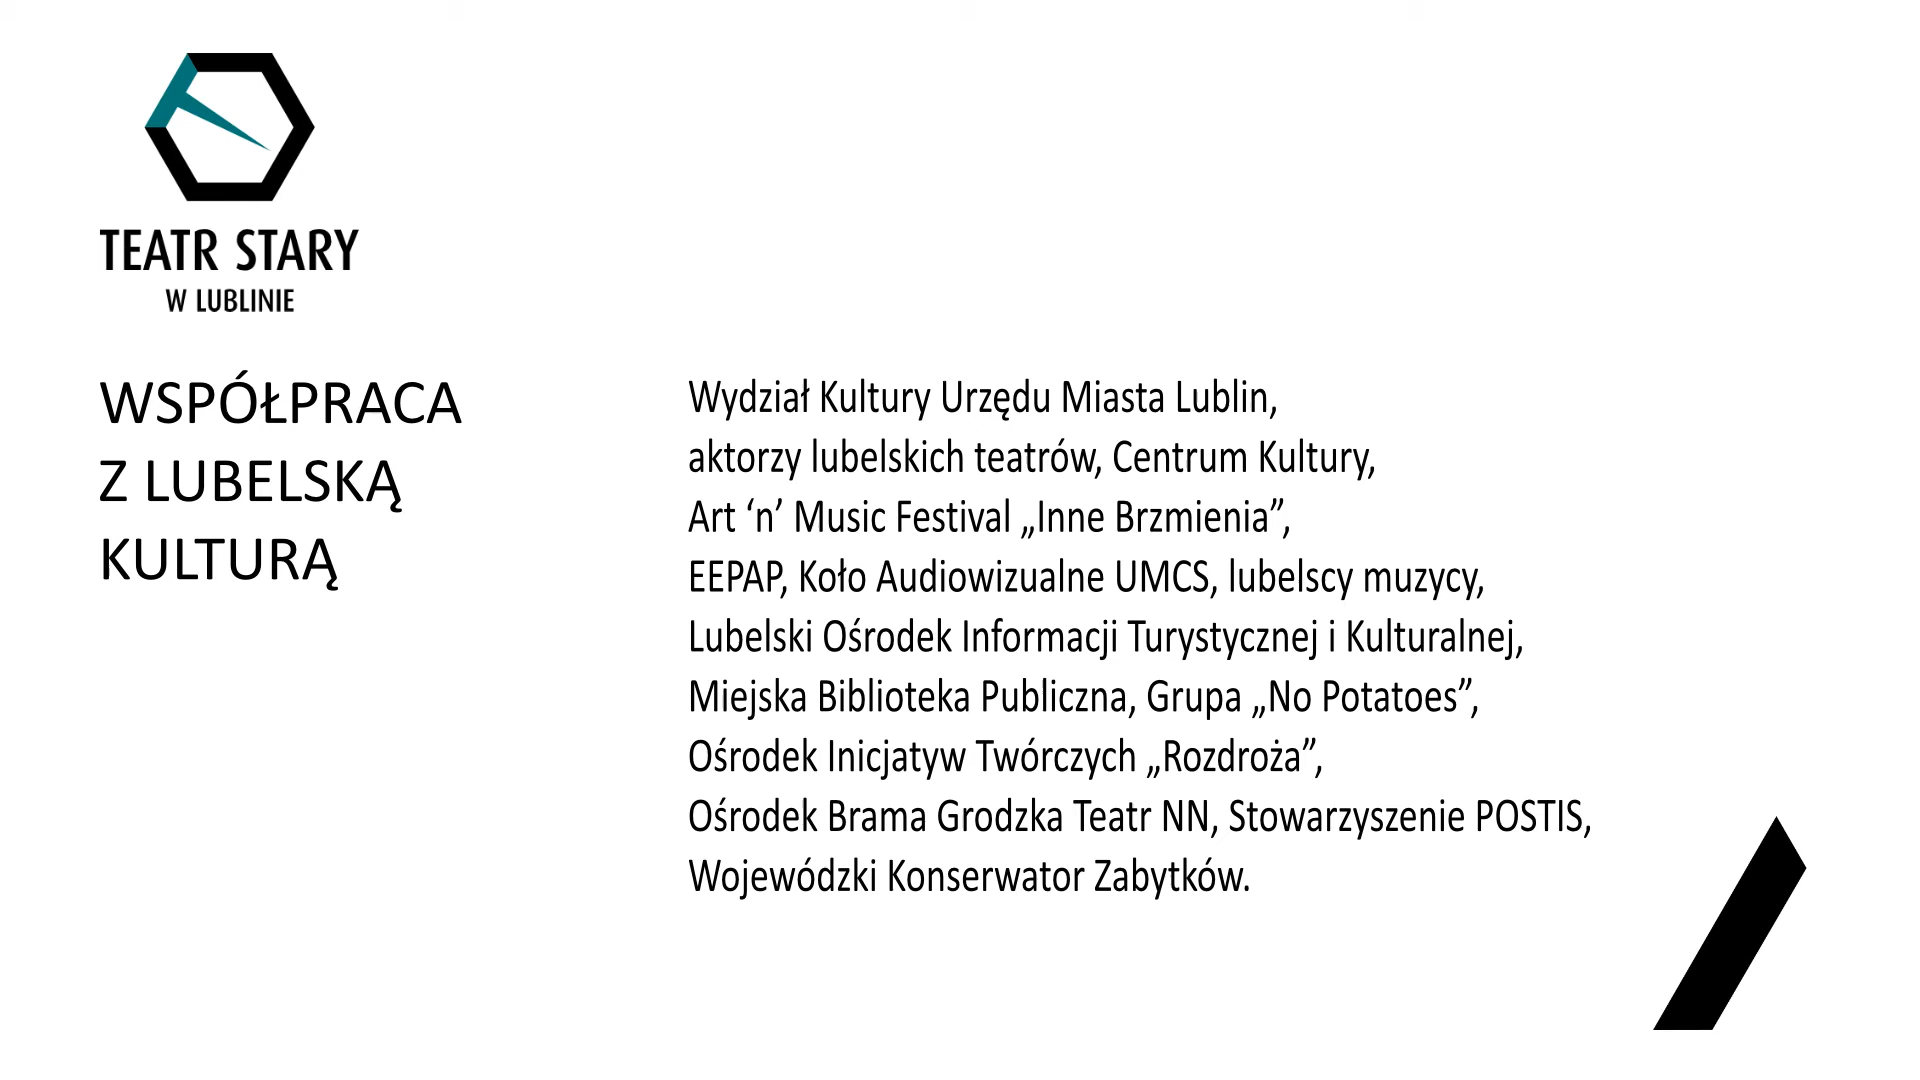 TEATR STARY
W LUBLINIE
WSPÓŁPRACA
Z LUBELSKĄ
KULTURĄ
Wydział Kultury Urzędu Miasta Lublin,
aktorzy lubelskich teatrów, Centrum Kultury,
Art ‘n’ Music Festival „Inne Brzmienia”,
EEPAP, Koło Audiowizualne UMCS, lubelscy muzycy,
Lubelski Ośrodek Informacji Turystycznej i Kulturalnej,
Miejska Biblioteka Publiczna, Grupa „No Potatoes”,
Ośrodek Inicjatyw Twórczych „Rozdroża”,
Ośrodek Brama Grodzka Teatr NN, Stowarzyszenie POSTIS,
Wojewódzki Konserwator Zabytków.